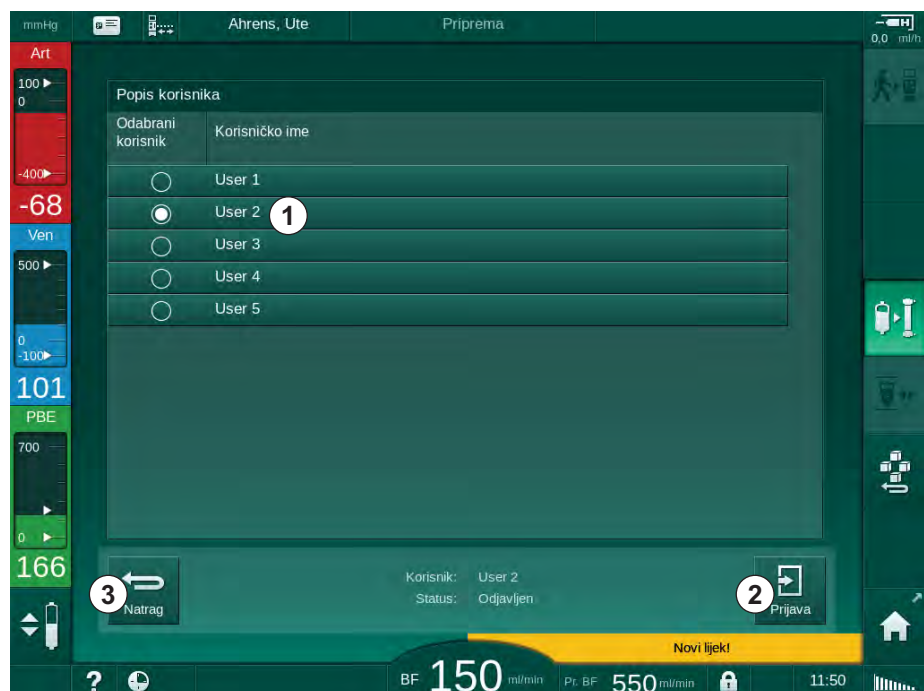 mmHg
Ahrens, Ute
Priprema
0,0 ml/h
Art
100
0
-400
-68
Ven
500
0
-100
101
PBE
700
0
166
Popis korisnika
Odabrani korisnik
Korisničko ime
User 1
User 2
1
User 3
User 4
User 5
3
Natrag
Korisnik: User 2
Status: Odjavljen
2
Prijava
Novi lijek!
?
BF 150 ml/min
Pr. BF 550 ml/min
11:50